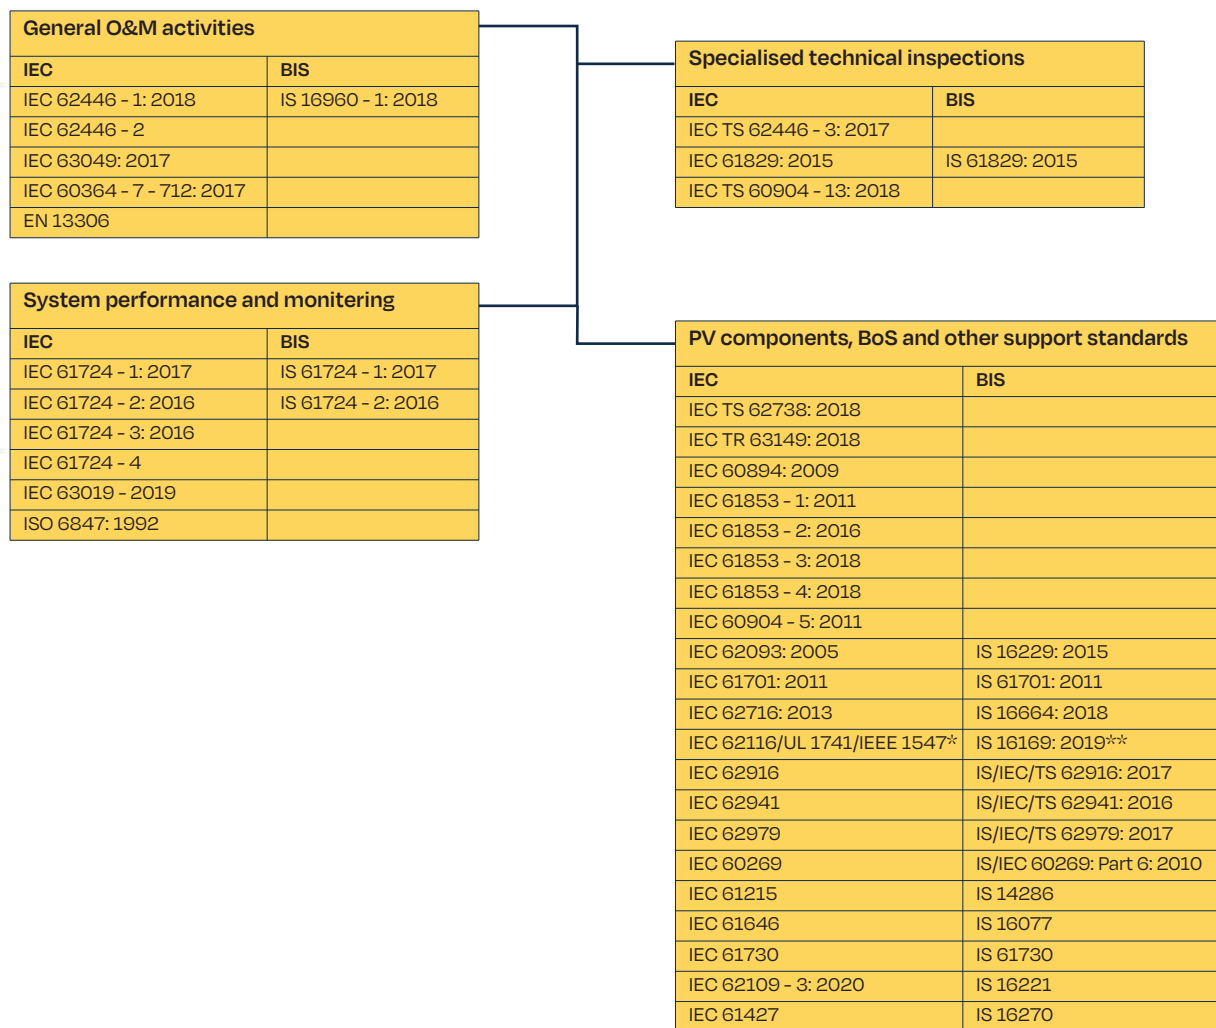 General O&M activities
IEC BIS
IEC 62446 - 1: 2018 IS 16960 - 1: 2018
IEC 62446 - 2
IEC 63049: 2017
IEC 60364 - 7 - 712: 2017
EN 13306
Specialised technical inspections
IEC BIS
IEC TS 62446 - 3: 2017
IEC 61829: 2015 IS 61829: 2015
IEC TS 60904 - 13: 2018
System performance and monitering
IEC BIS
IEC 61724 - 1: 2017 IS 61724 - 1: 2017
IEC 61724 - 2: 2016 IS 61724 - 2: 2016
IEC 61724 - 3: 2016
IEC 61724 - 4
IEC 63019 - 2019
ISO 6847: 1992
PV components, BoS and other support standards
IEC BIS
IEC TS 62738: 2018
IEC TR 63149: 2018
IEC 60894: 2009
IEC 61853 - 1: 2011
IEC 61853 - 2: 2016
IEC 61853 - 3: 2018
IEC 61853 - 4: 2018
IEC 60904 - 5: 2011
IEC 62093: 2005 IS 16229: 2015
IEC 61701: 2011 IS 61701: 2011
IEC 62716: 2013 IS 16664: 2018
IEC 62116/UL 1741/IEEE 1547* IS 16169: 2019**
IEC 62916 IS/IEC/TS 62916: 2017
IEC 62941 IS/IEC/TS 62941: 2016
IEC 62979 IS/IEC/TS 62979: 2017
IEC 60269 IS/IEC 60269: Part 6: 2010
IEC 61215 IS 14286
IEC 61646 IS 16077
IEC 61730 IS 61730
IEC 62109 - 3: 2020 IS 16221
IEC 61427 IS 16270